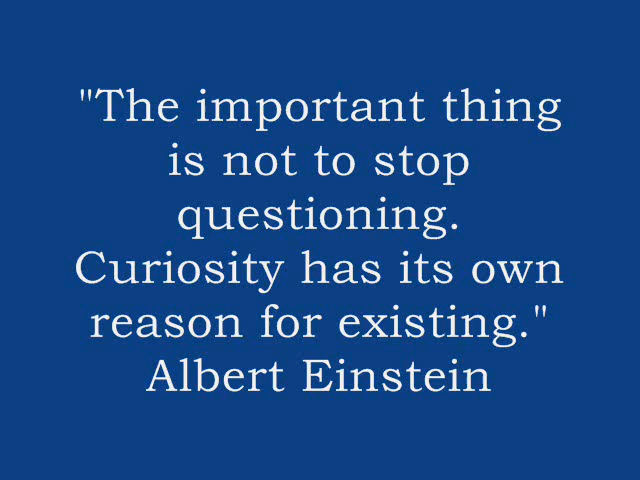 "The important thing
is not to stop
questioning.
Curiosity has its own
reason for existing."
Albert Einstein